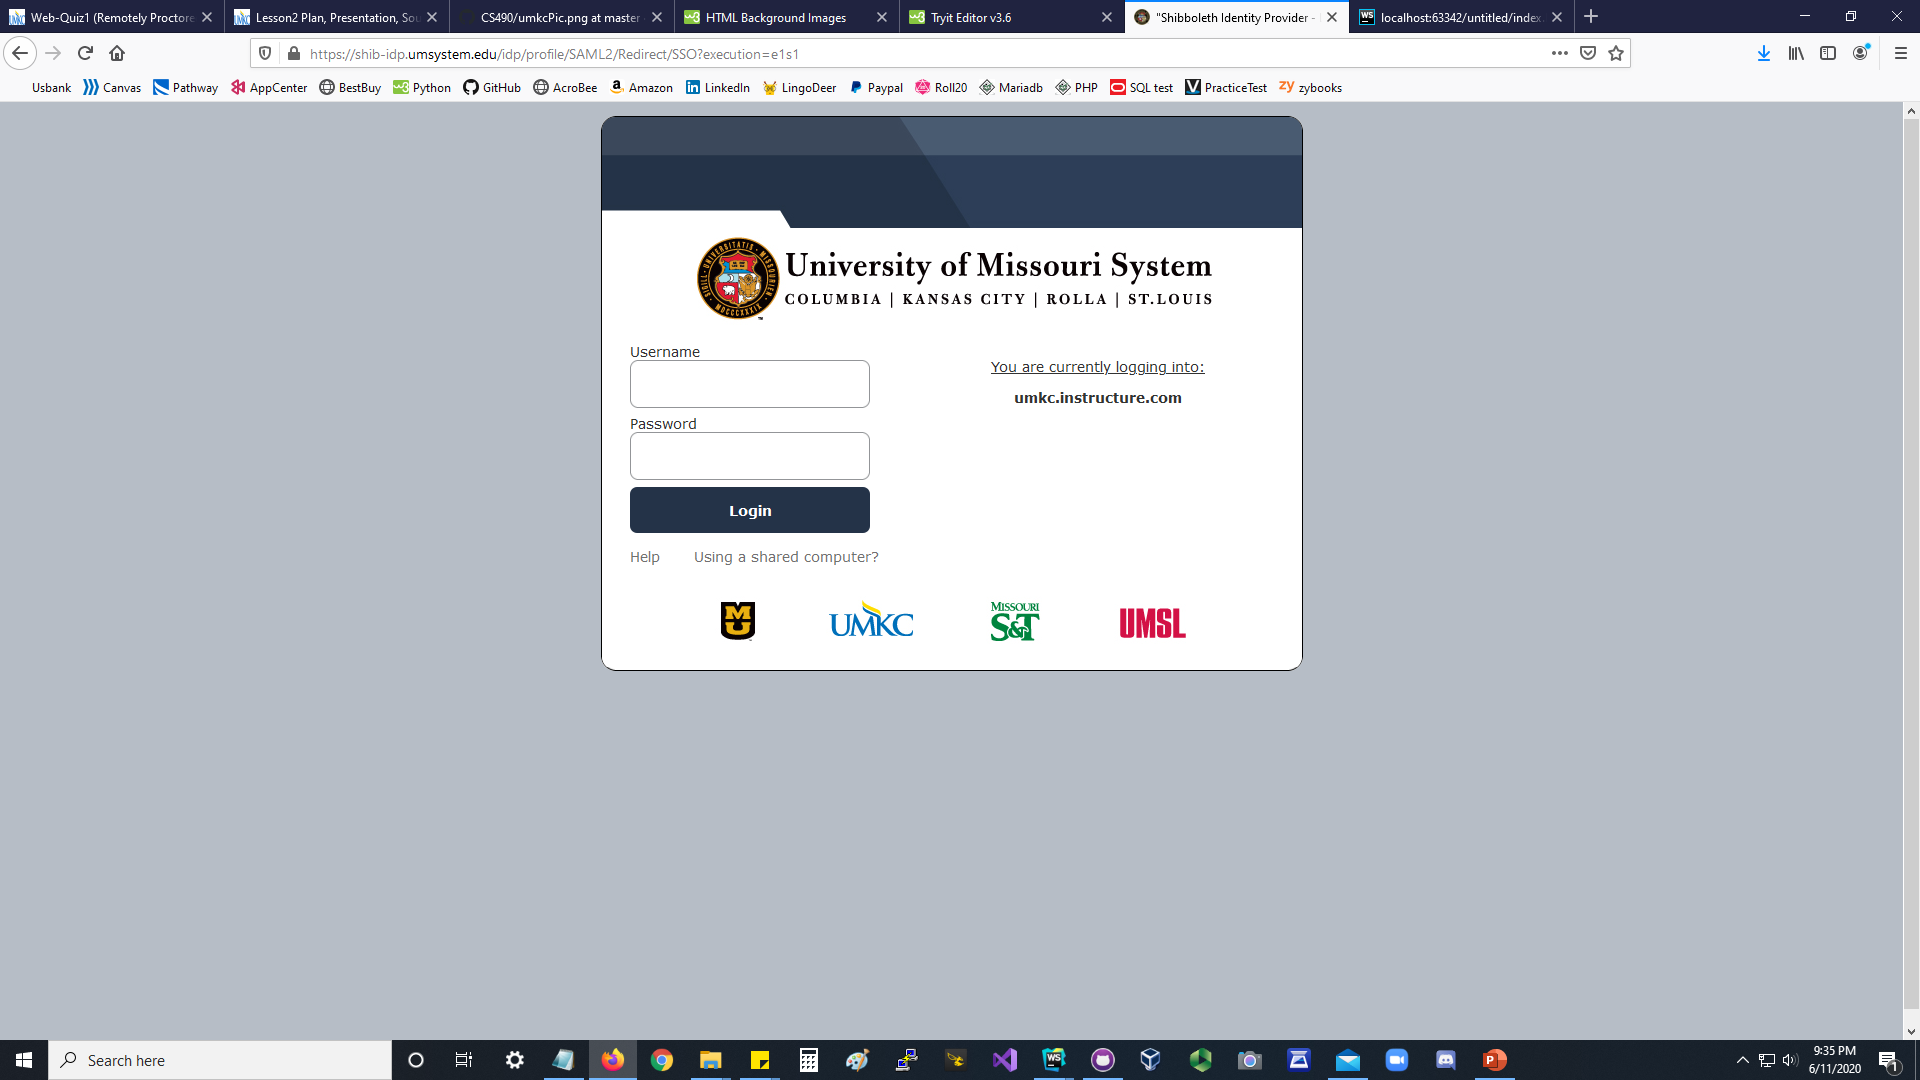 Web-Quiz1 (Remotely Proctore
Lesson2 Plan, Presentation, Sou
CS490/umkcPic.png at master
HTML Background Images
Tryit Editor v3.6
"Shibboleth Identity Provider -
localhost:63342/untitled/index.
https://shib-idp.umsystem.edu/idp/profile/SAML2/Redirect/SSO?execution=e1s1
Usbank Canvas Pathway AppCenter BestBuy Python GitHub AcroBee Amazon LinkedIn LingoDeer Paypal Roll20 Mariadb PHP SQL test PracticeTest zybooks
University of Missouri System
COLUMBIA | KANSAS CITY | ROLLA | ST.LOUIS
Username
You are currently logging into:
umkc.instructure.com
Password
Login
Help Using a shared computer?
UMKC
MISSOURI
S&T
UMSL
Search here
9:35 PM
6/11/2020
1